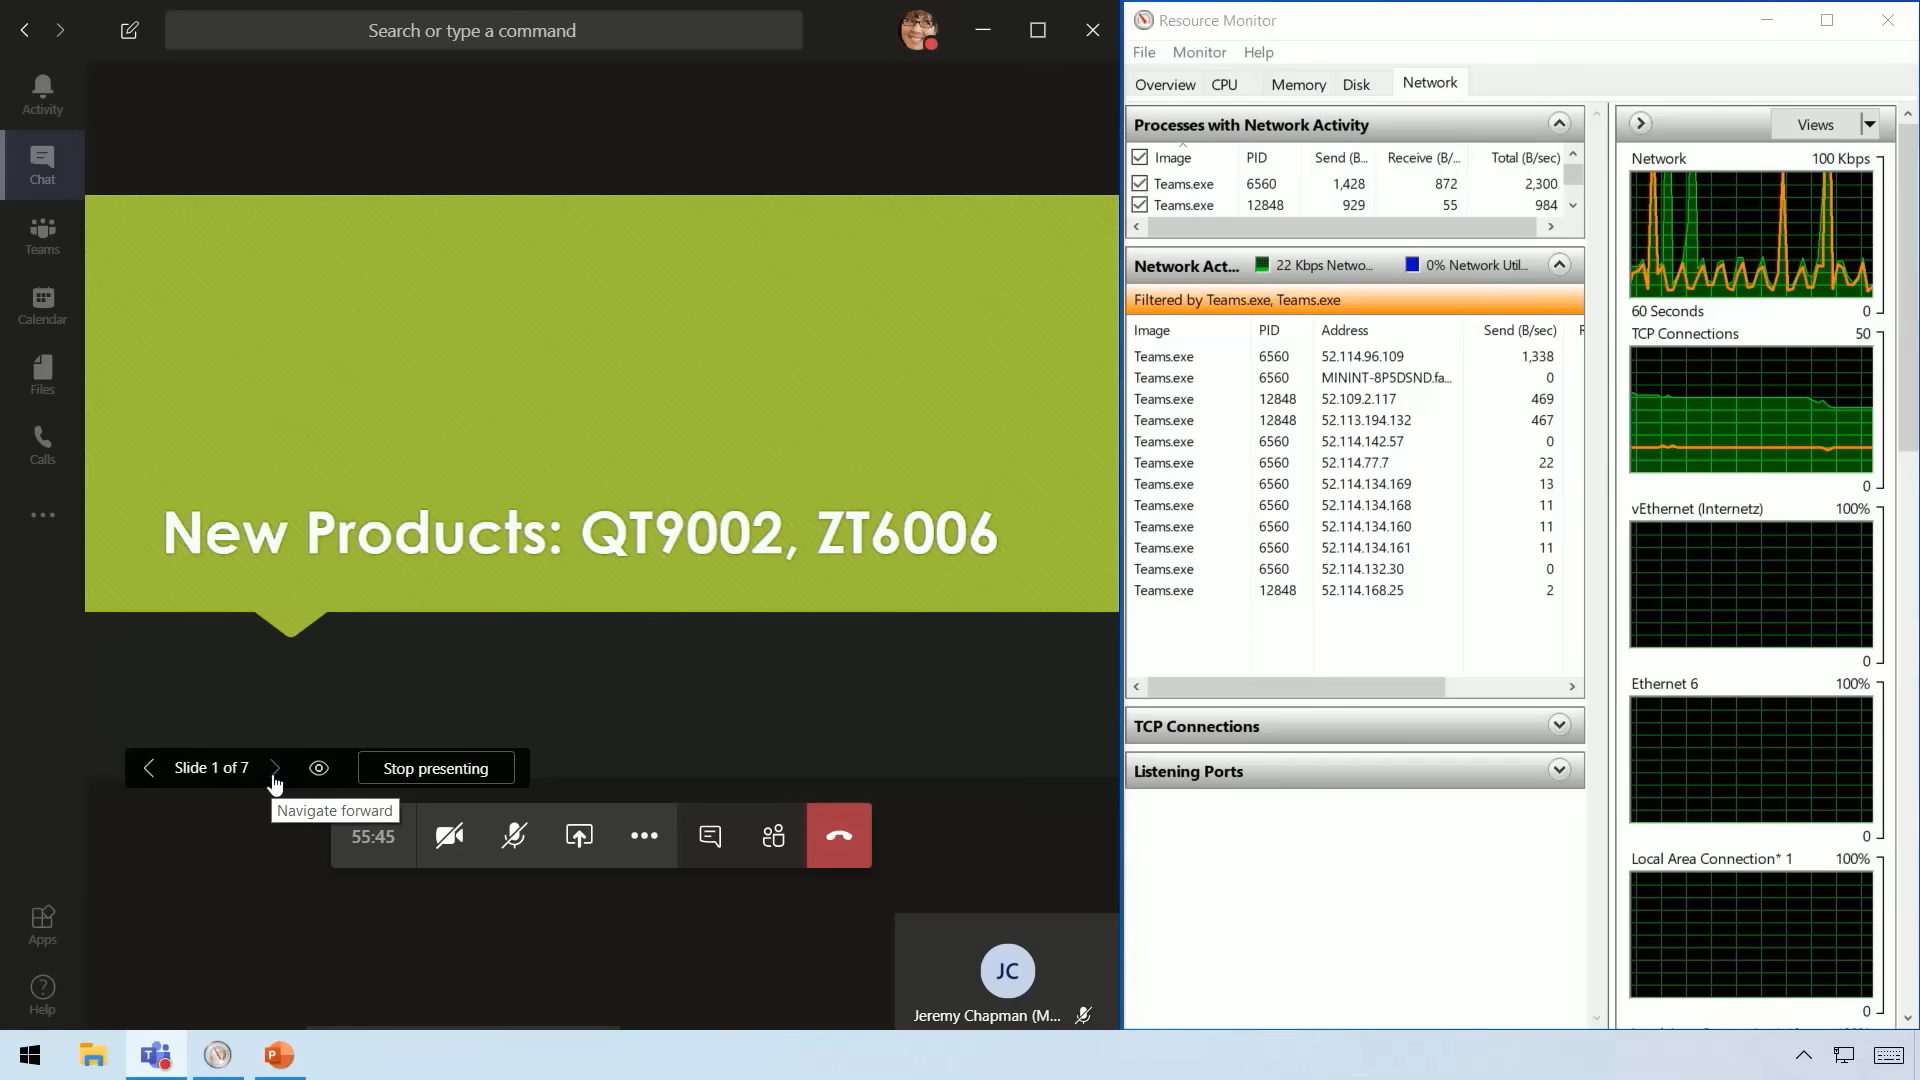 Search or type a command
Activity
Chat
Teams
Calendar
Files
Calls
Apps
Help
New Products: QT9002, ZT6006
Slide 1 of 7
Stop presenting
Navigate forward
55:45
JC
Jeremy Chapman (M...
Resource Monitor
File Monitor Help
Overview CPU Memory Disk Network
Processes with Network Activity
Image PID Send (B... Receive (B/... Total (B/sec)
Teams.exe 6560 1,428 872 2,300
Teams.exe 12848 929 55 984
Network Act... 22 Kbps Netwo... 0% Network Util...
Filtered by Teams.exe, Teams.exe
Image PID Address Send (B/sec)
Teams.exe 6560 52.114.96.109 1,338
Teams.exe 6560 MININT-8P5DSND.fa... 0
Teams.exe 12848 52.109.2.117 469
Teams.exe 12848 52.113.194.132 467
Teams.exe 6560 52.114.142.57 0
Teams.exe 6560 52.114.77.7 22
Teams.exe 6560 52.114.134.169 13
Teams.exe 6560 52.114.134.168 11
Teams.exe 6560 52.114.134.160 11
Teams.exe 6560 52.114.134.161 11
Teams.exe 6560 52.114.132.30 0
Teams.exe 12848 52.114.168.25 2
TCP Connections
Listening Ports
Views
Network 100 Kbps
60 Seconds 0
TCP Connections 50
0
vEthernet (Internetz) 100%
0
Ethernet 6 100%
0
Local Area Connection* 1 100%
0